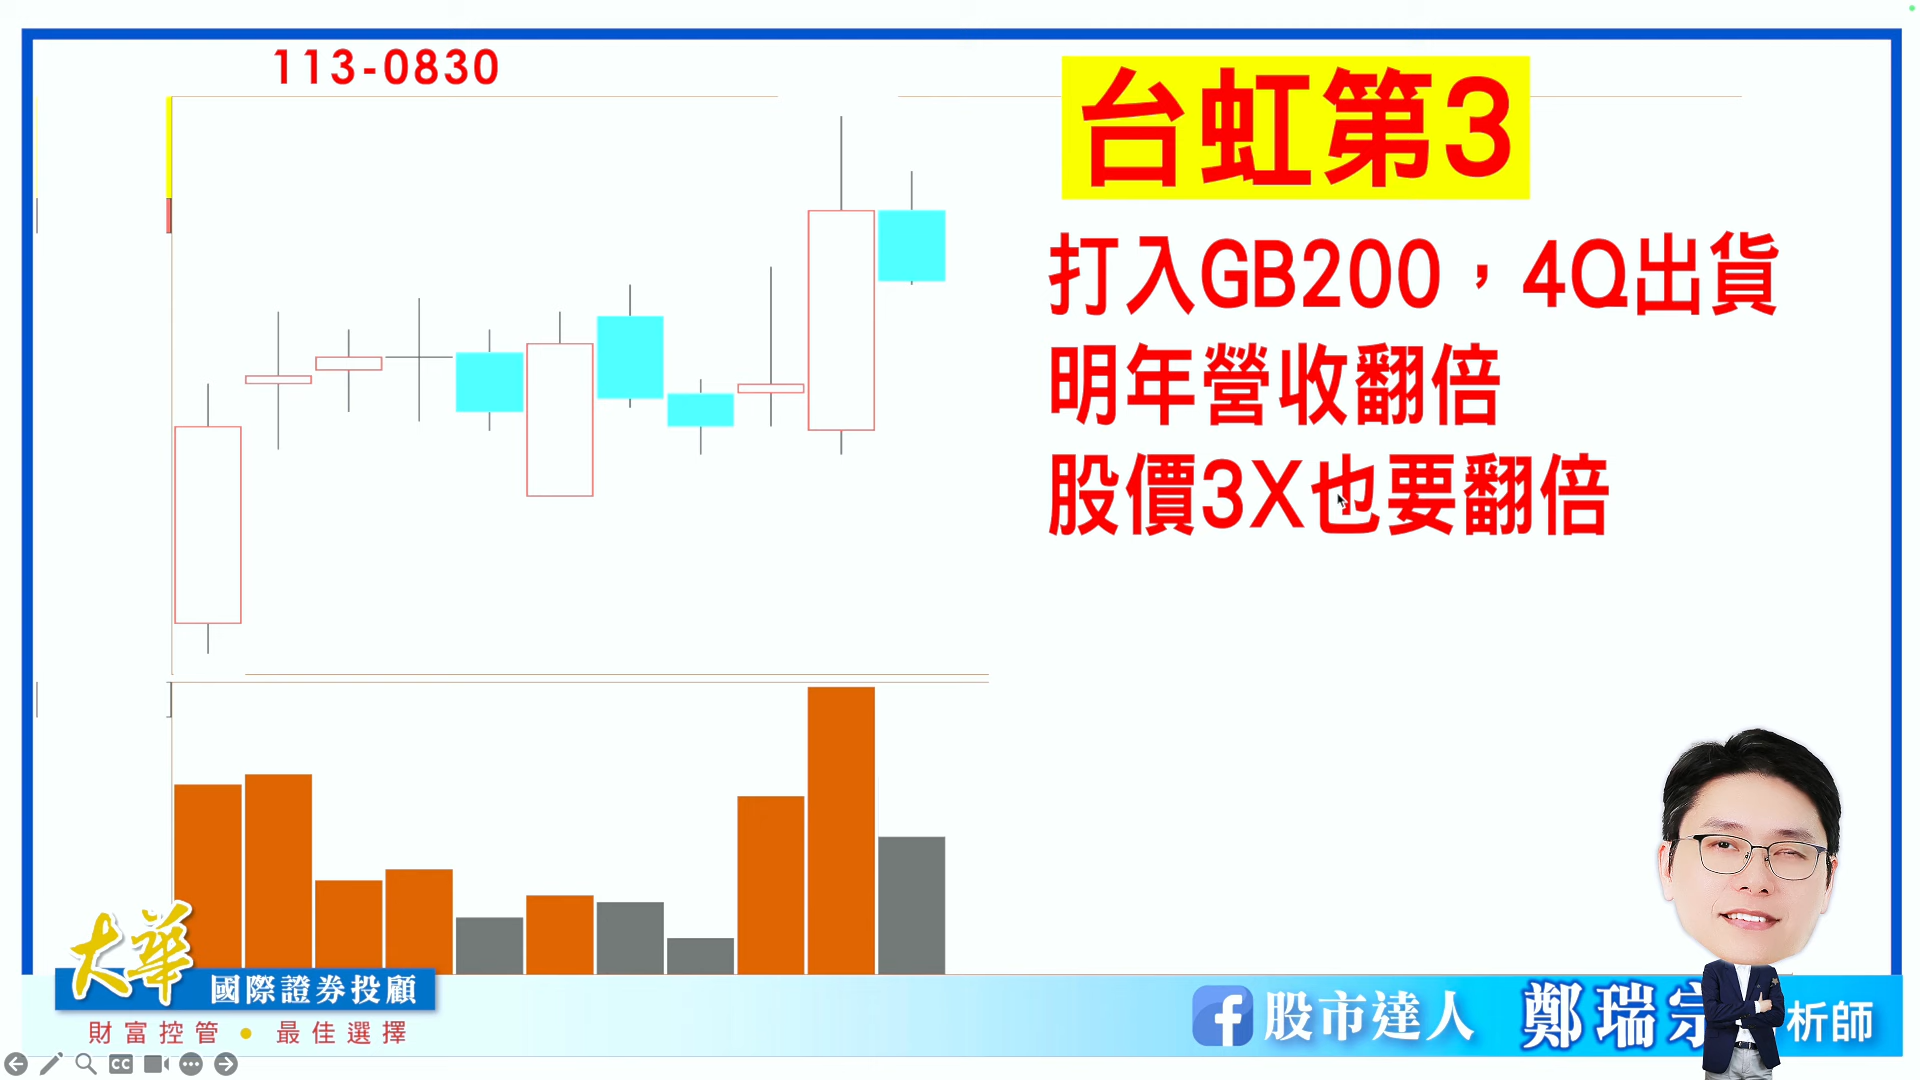 113-0830
台虹第3
打入GB200，4Q出貨
明年營收翻倍
股價3X也要翻倍
大華
國際證券投顧
財富控管●最佳選擇
股市達人 鄭瑞宗 析師
CC